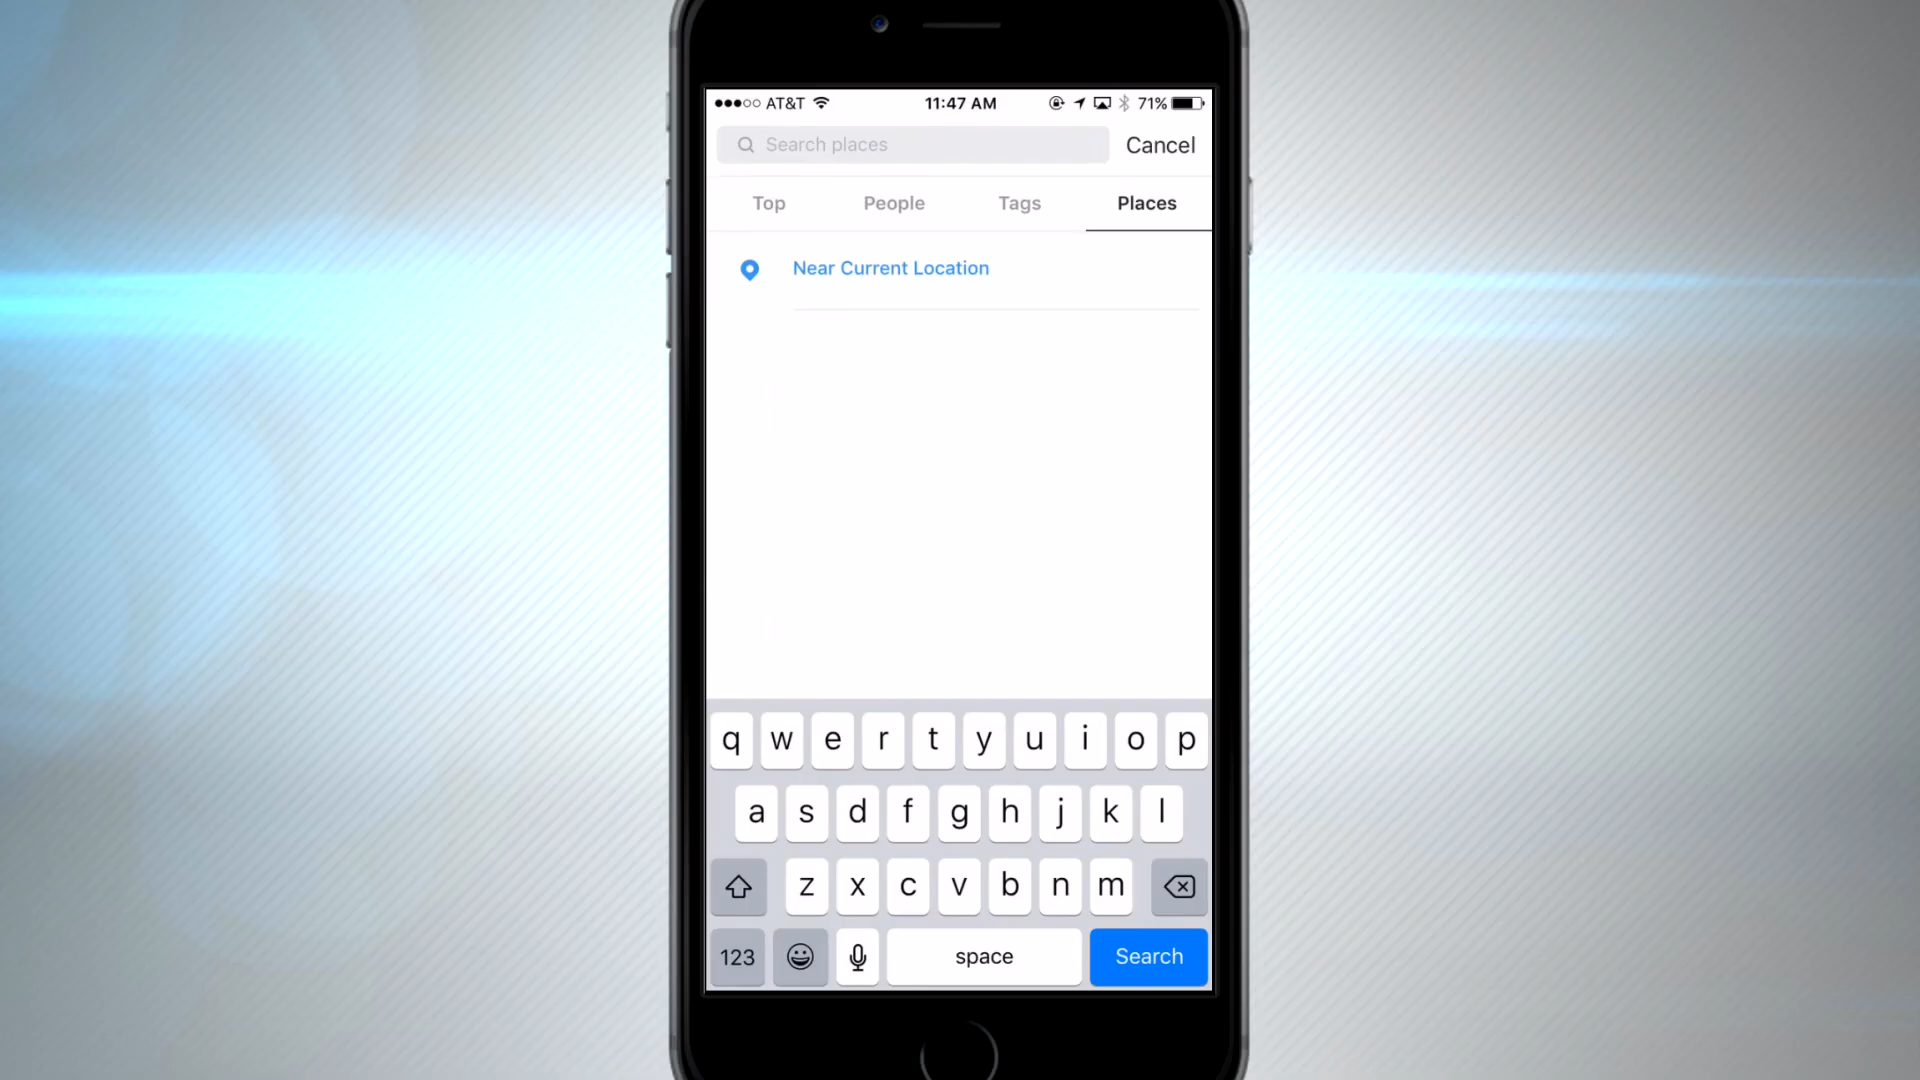 AT&T 11:47 AM 71%
Search places Cancel
Top People Tags Places
Near Current Location
q w e r t y u i o p
a s d f g h j k l
z x c v b n m
123 space Search